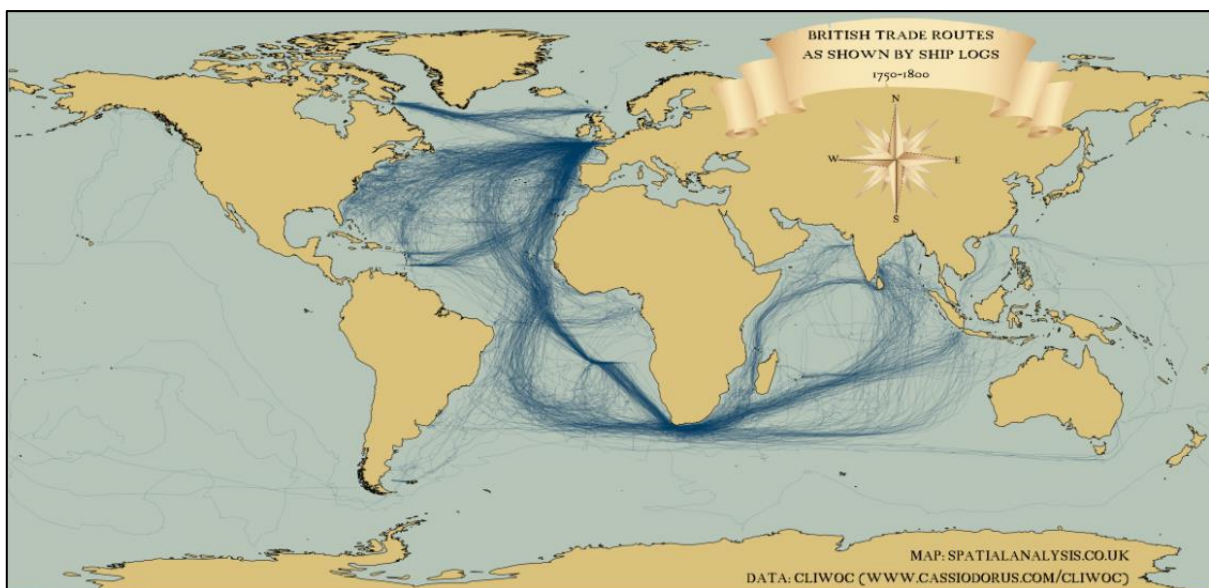 BRITISH TRADE ROUTES
AS SHOWN BY SHIP LOGS
1750-1800
N
W E
S
MAP: SPATIALANALYSIS.CO.UK
DATA: CLIWOC (WWW.CASSIODORUS.COM/CLIWOC)